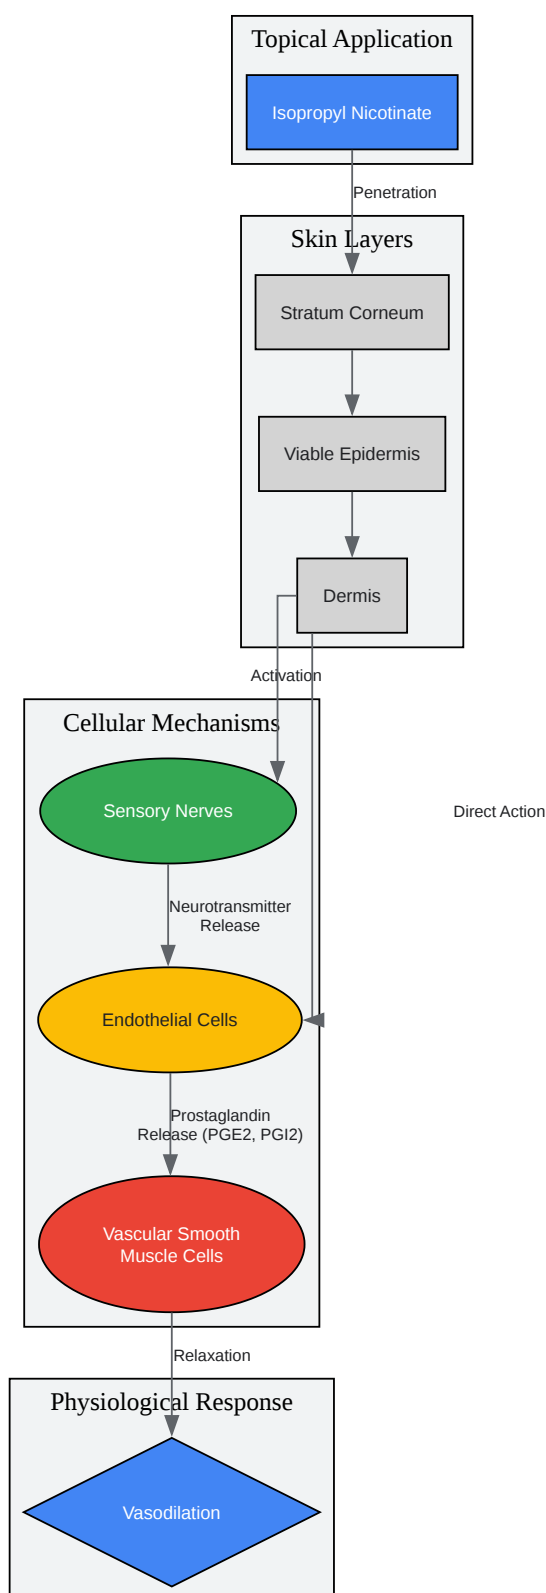 Topical Application
Isopropyl Nicotinate
Penetration
Skin Layers
Stratum Corneum
Viable Epidermis
Dermis
Activation
Cellular Mechanisms
Sensory Nerves
Direct Action
Neurotransmitter
Release
Endothelial Cells
Prostaglandin
Release (PGE2, PGI2)
Vascular Smooth
Muscle Cells
Relaxation
Physiological Response
Vasodilation